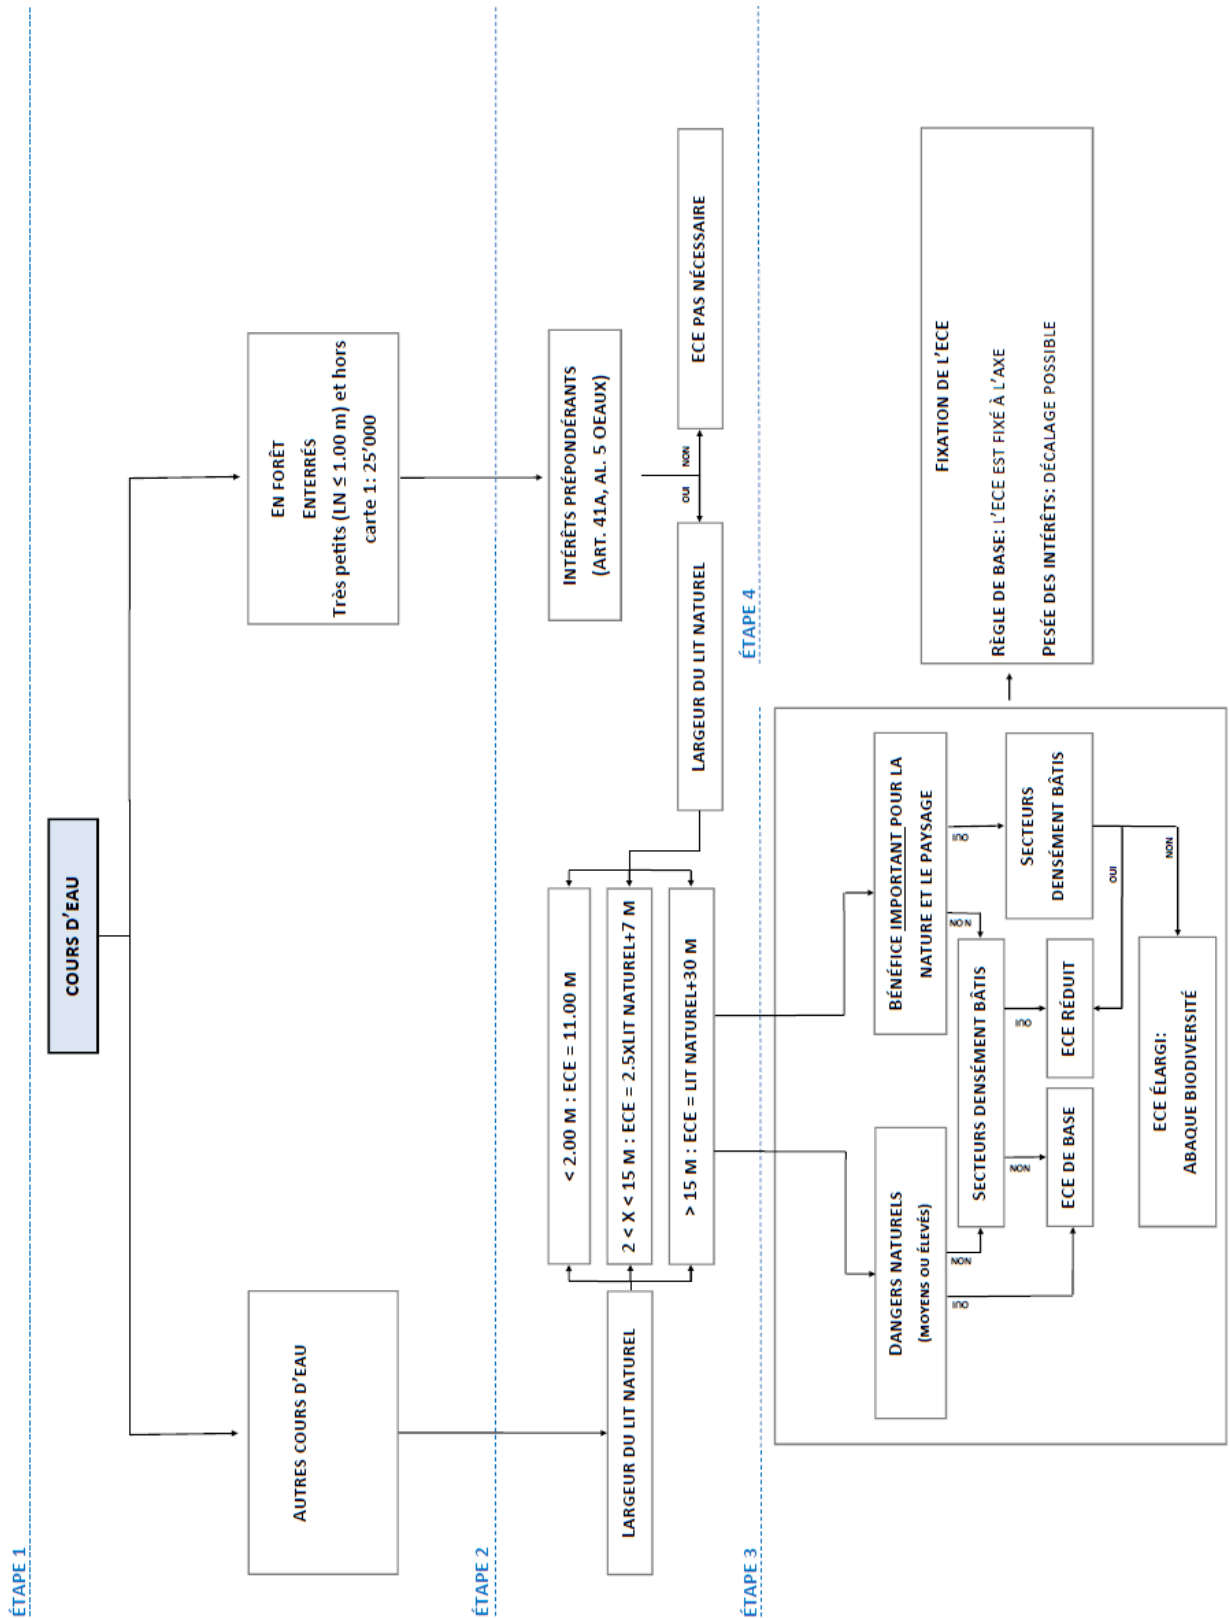 ÉTAPE 1
COURS D'EAU
AUTRES COURS D'EAU
EN FORÊT
ENTERRÉS
Très petits (LN ≤ 1.00 m) et hors
carte 1: 25'000
ÉTAPE 2
LARGEUR DU LIT NATUREL
< 2.00 M : ECE = 11.00 M
2 < X < 15 M : ECE = 2.5XLIT NATUREL+7 M
> 15 M : ECE = LIT NATUREL+30 M
INTÉRÊTS PRÉPONDÉRANTS
(ART. 41A, AL. 5 OEAUX)
OUI
NON
LARGEUR DU LIT NATUREL
ECE PAS NÉCESSAIRE
ÉTAPE 3
DANGERS NATURELS
(MOYENS OU ÉLEVÉS)
OUI
NON
BÉNÉFICE IMPORTANT POUR LA
NATURE ET LE PAYSAGE
NON
OUI
SECTEURS DENSÉMENT BÂTIS
NON
OUI
SECTEURS
DENSÉMENT BÂTIS
OUI
NON
ECE DE BASE
ECE RÉDUIT
ECE ÉLARGI:
ABAQUE BIODIVERSITÉ
ÉTAPE 4
FIXATION DE L'ECE
RÈGLE DE BASE: L'ECE EST FIXÉ À L'AXE
PESÉE DES INTÉRÊTS: DÉCALAGE POSSIBLE